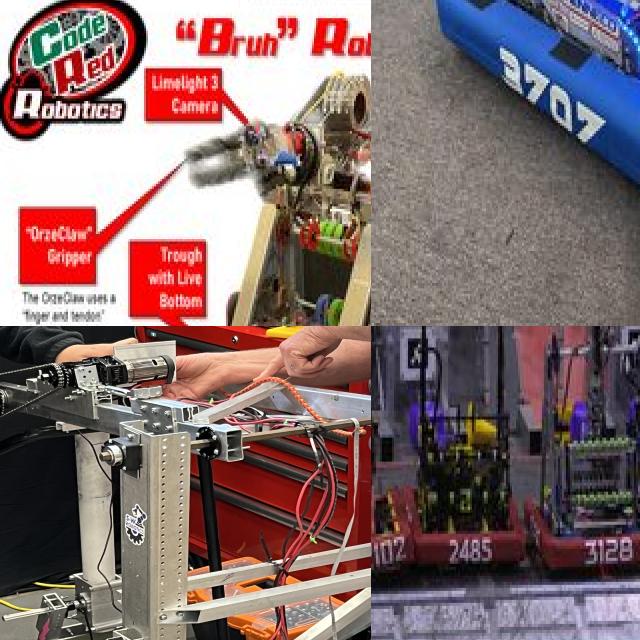 Code
Red
Robotics
"Bruh" Ro
Limelight 3
Camera
"OrzeClaw"
Gripper
Trough
with Live
Bottom
The OrzeClaw uses a
"finger and tendon"
3707
102
2485
3128